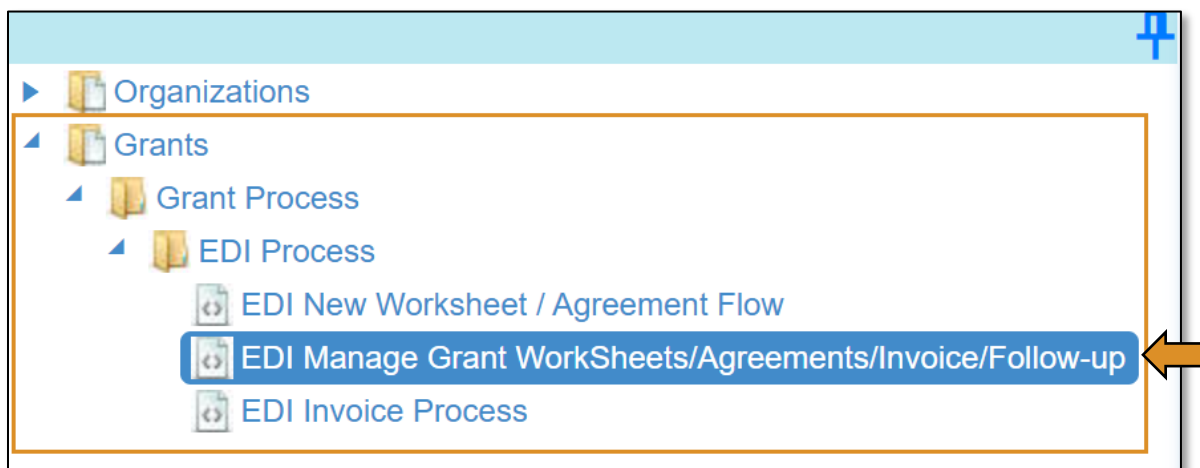 Organizations
Grants
Grant Process
EDI Process
EDI New Worksheet / Agreement Flow
EDI Manage Grant WorkSheets/Agreements/Invoice/Follow-up
EDI Invoice Process